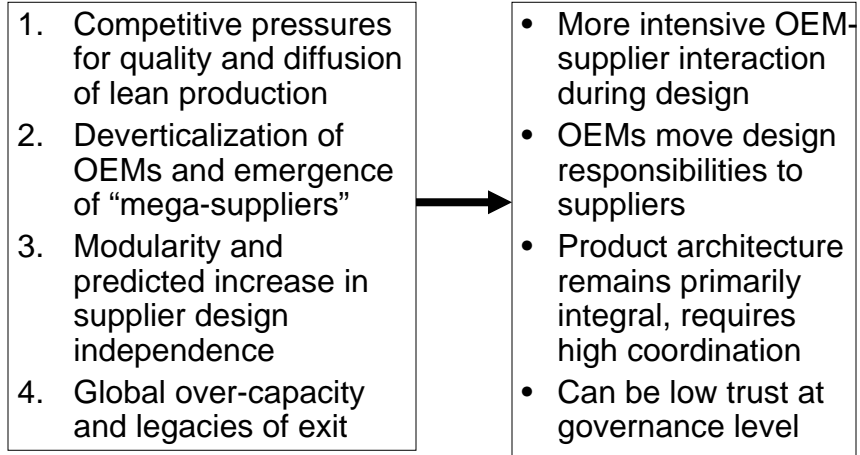 1. Competitive pressures
for quality and diffusion
of lean production
2. Deverticalization of
OEMs and emergence
of “mega-suppliers”
3. Modularity and
predicted increase in
supplier design
independence
4. Global over-capacity
and legacies of exit
• More intensive OEM-
supplier interaction
during design
• OEMs move design
responsibilities to
suppliers
• Product architecture
remains primarily
integral, requires
high coordination
• Can be low trust at
governance level